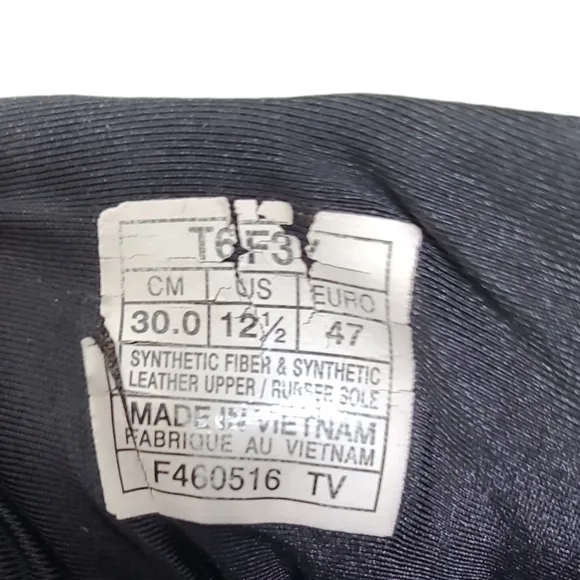 T6F3
CM US EURO
30.0 12½ 47
SYNTHETIC FIBER & SYNTHETIC
LEATHER UPPER / RUBBER SOLE
MADE IN VIETNAM
FABRIQUE AU VIETNAM
F460516 TV